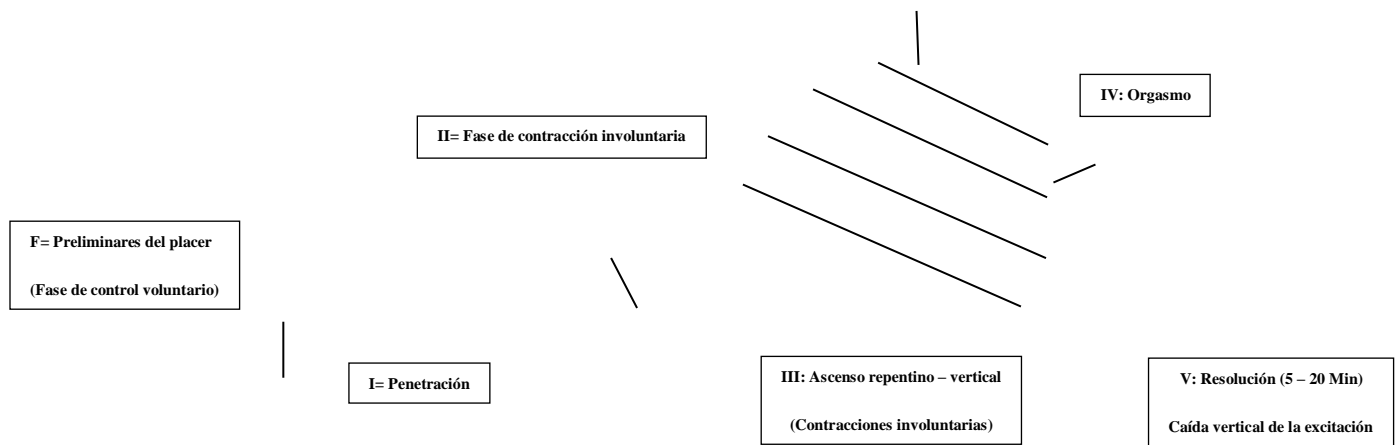 IV: Orgasmo
II= Fase de contracción involuntaria
F= Preliminares del placer
(Fase de control voluntario)
I= Penetración
III: Ascenso repentino – vertical
(Contracciones involuntarias)
V: Resolución (5 – 20 Min)
Caída vertical de la excitación